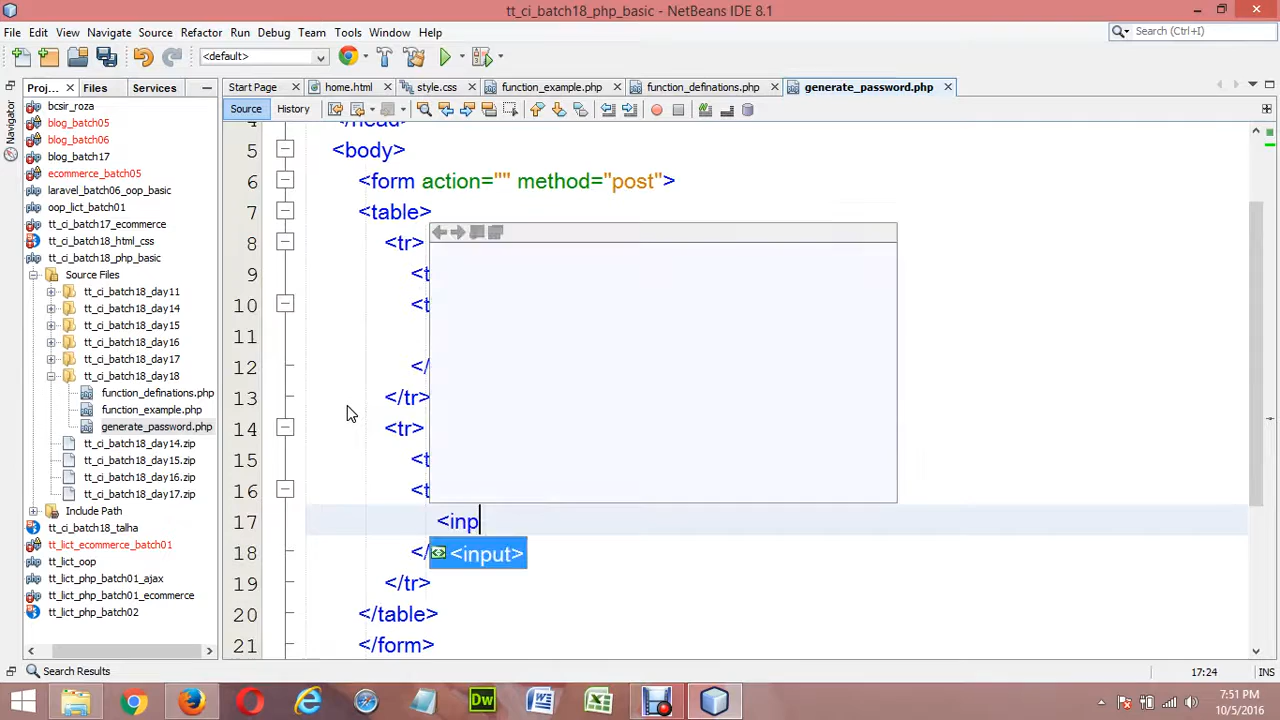 tt_ci_batch18_php_basic - NetBeans IDE 8.1
File Edit View Navigate Source Refactor Run Debug Team Tools Window Help
Search (Ctrl+I)
<default>
Proj... Files Services
Start Page home.html style.css function_example.php function_definations.php generate_password.php
Source History
Navigator
bcsir_roza
blog_batch05
blog_batch06
blog_batch17
ecommerce_batch05
laravel_batch06_oop_basic
oop_lict_batch01
tt_ci_batch17_ecommerce
tt_ci_batch18_html_css
tt_ci_batch18_php_basic
Source Files
tt_ci_batch18_day11
tt_ci_batch18_day14
tt_ci_batch18_day15
tt_ci_batch18_day16
tt_ci_batch18_day17
tt_ci_batch18_day18
function_definations.php
function_example.php
generate_password.php
tt_ci_batch18_day14.zip
tt_ci_batch18_day15.zip
tt_ci_batch18_day16.zip
tt_ci_batch18_day17.zip
Include Path
tt_ci_batch18_talha
tt_lict_ecommerce_batch01
tt_lict_oop
tt_lict_php_batch01_ajax
tt_lict_php_batch01_ecommerce
tt_lict_php_batch02
4 </head>
5 <body>
6 <form action="" method="post">
7 <table>
8 <tr>
9 <t
10 <t
11
12 </
13 </tr>
14 <tr>
15 <t
16 <t
17 <inp
<input>
18 </
19 </tr>
20 </table>
21 </form>
Search Results
17:24 INS
Dw
7:51 PM
10/5/2016